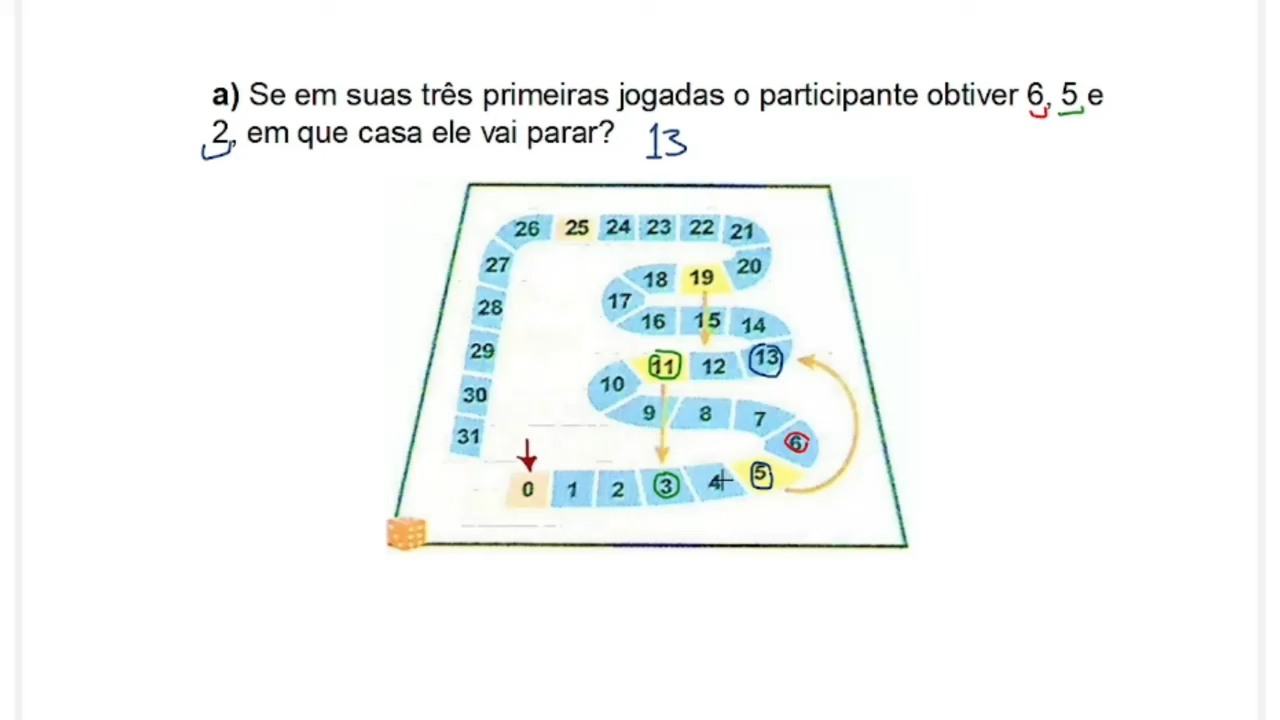 a) Se em suas três primeiras jogadas o participante obtiver 6, 5 e
2, em que casa ele vai parar? 13
26 25 24 23 22 21
27 18 19 20
17
28 16 15 14
29 11 12 13
10
30 9 8 7
31 6
0 1 2 3 4 5